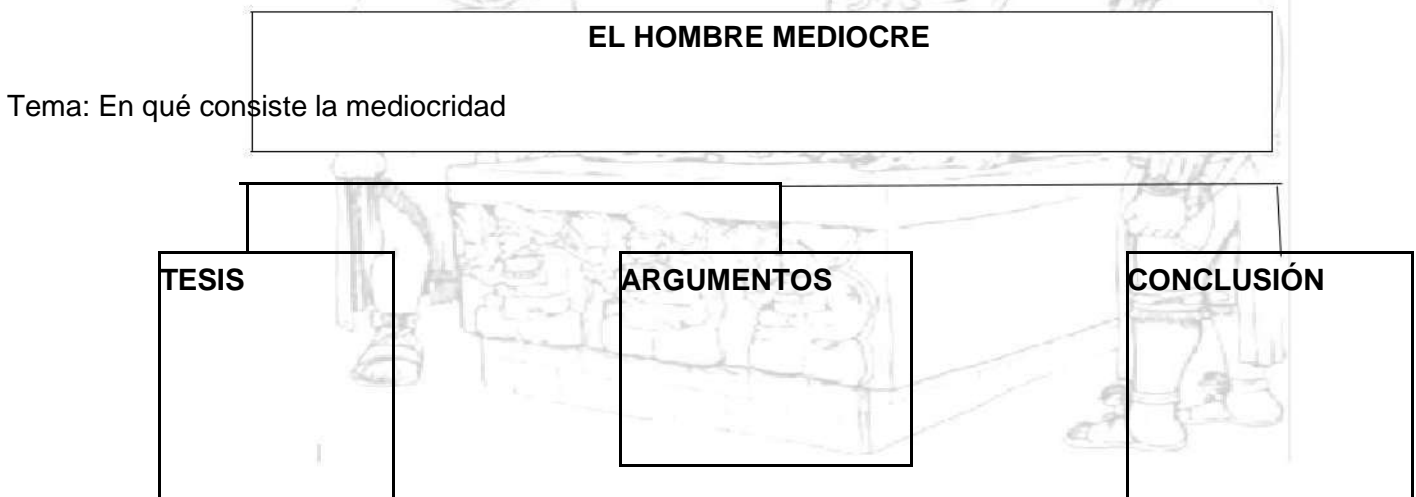 EL HOMBRE MEDIOCRE
Tema: En qué consiste la mediocridad
TESIS
ARGUMENTOS
CONCLUSIÓN